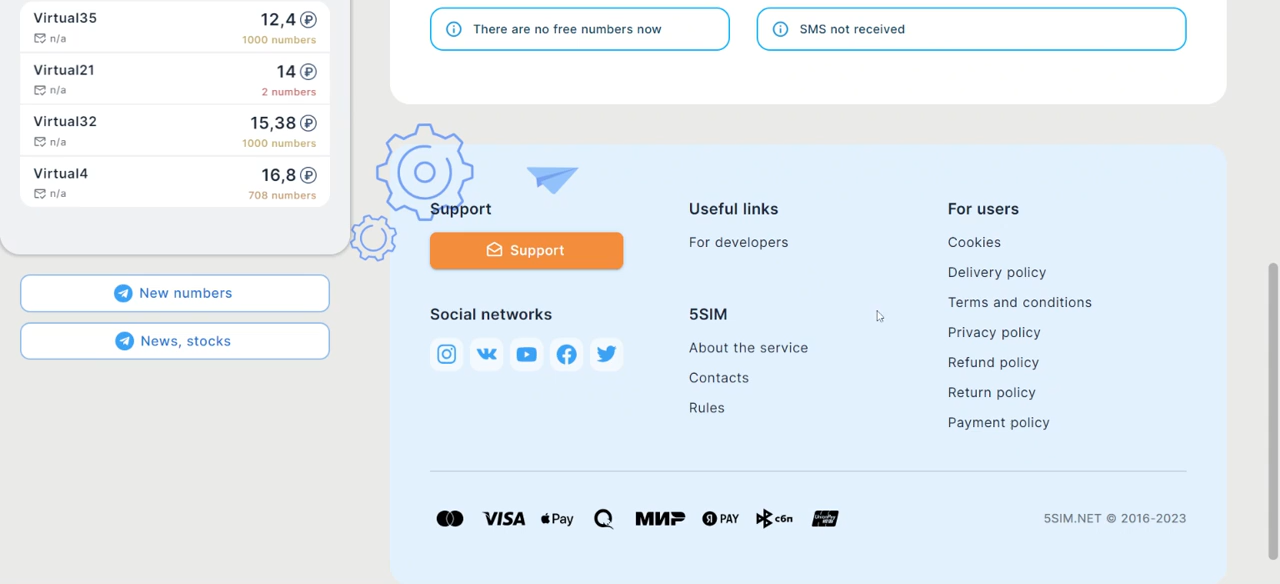 Virtual35
12,4 ₽
n/a
1000 numbers
Virtual21
14 ₽
n/a
2 numbers
Virtual32
15,38 ₽
n/a
1000 numbers
Virtual4
16,8 ₽
n/a
708 numbers
New numbers
News, stocks
There are no free numbers now
SMS not received
Support
Support
Social networks
Useful links
For developers
5SIM
About the service
Contacts
Rules
For users
Cookies
Delivery policy
Terms and conditions
Privacy policy
Refund policy
Return policy
Payment policy
VISA Pay МИР Я PAY сбп UnionPay
5SIM.NET © 2016-2023